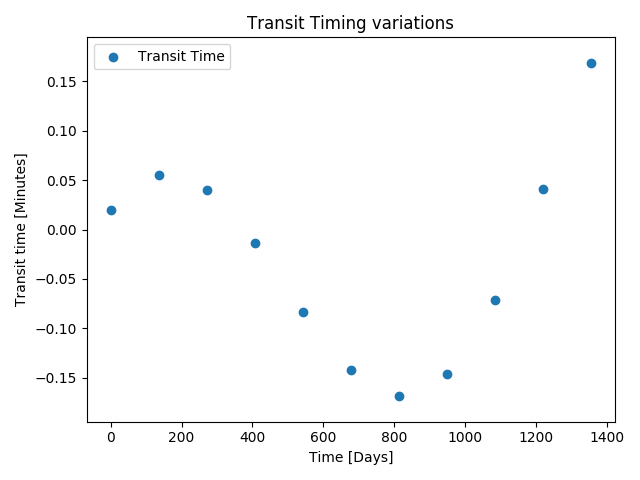 Transit Timing variations
Transit Time
0.15
0.10
0.05
0.00
−0.05
−0.10
−0.15
Transit time [Minutes]
0 200 400 600 800 1000 1200 1400
Time [Days]